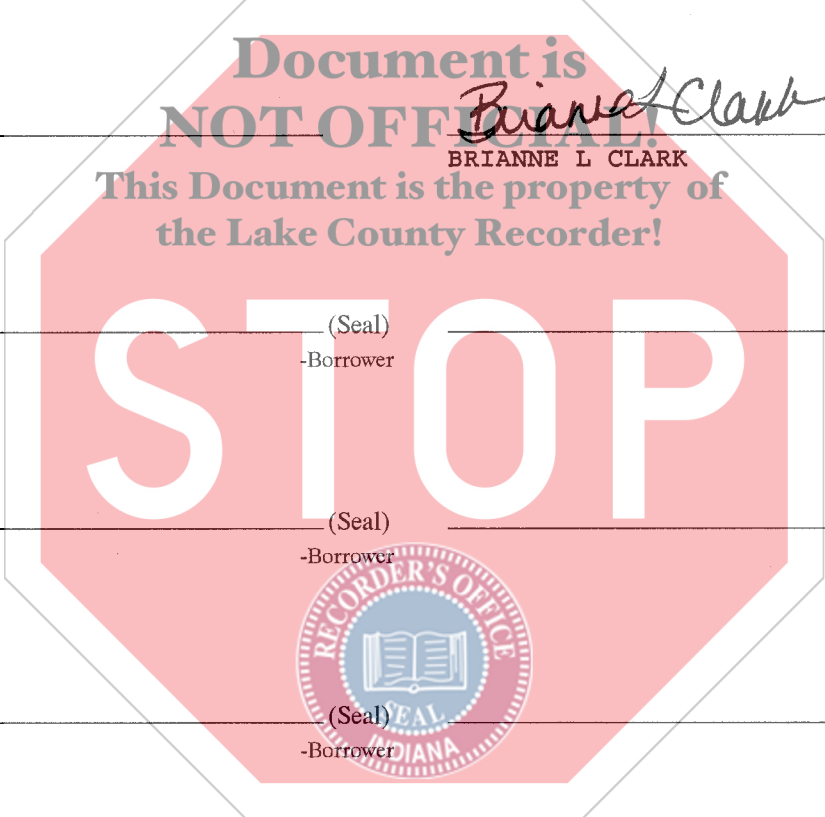 Document is
NOT OFFICIAL!
Brianne L Clark
BRIANNE L CLARK
This Document is the property of
the Lake County Recorder!
(Seal)
-Borrower
STOP
(Seal)
-Borrower
RECORDER'S OFFICE
(Seal)
SEAL
-Borrower
INDIANA